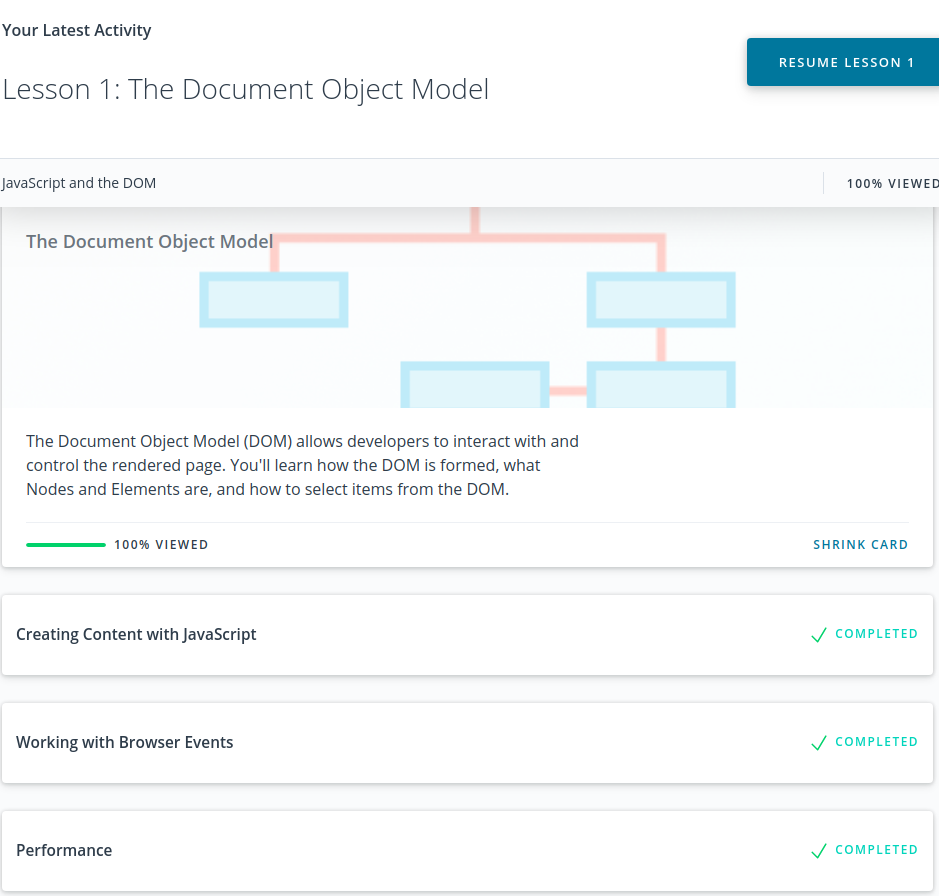 Your Latest Activity
RESUME LESSON 1
Lesson 1: The Document Object Model
JavaScript and the DOM
100% VIEWED
The Document Object Model
The Document Object Model (DOM) allows developers to interact with and
control the rendered page. You'll learn how the DOM is formed, what
Nodes and Elements are, and how to select items from the DOM.
100% VIEWED
SHRINK CARD
Creating Content with JavaScript
COMPLETED
Working with Browser Events
COMPLETED
Performance
COMPLETED